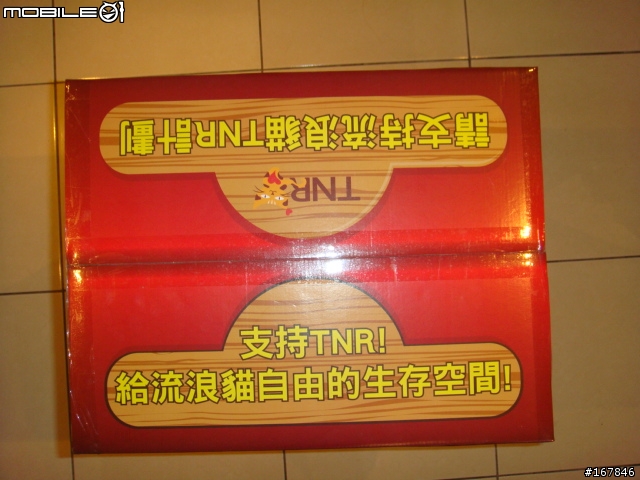 MOBILE01
請支持流浪貓TNR計劃
TNR
支持TNR!
給流浪貓自由的生存空間!
#167846